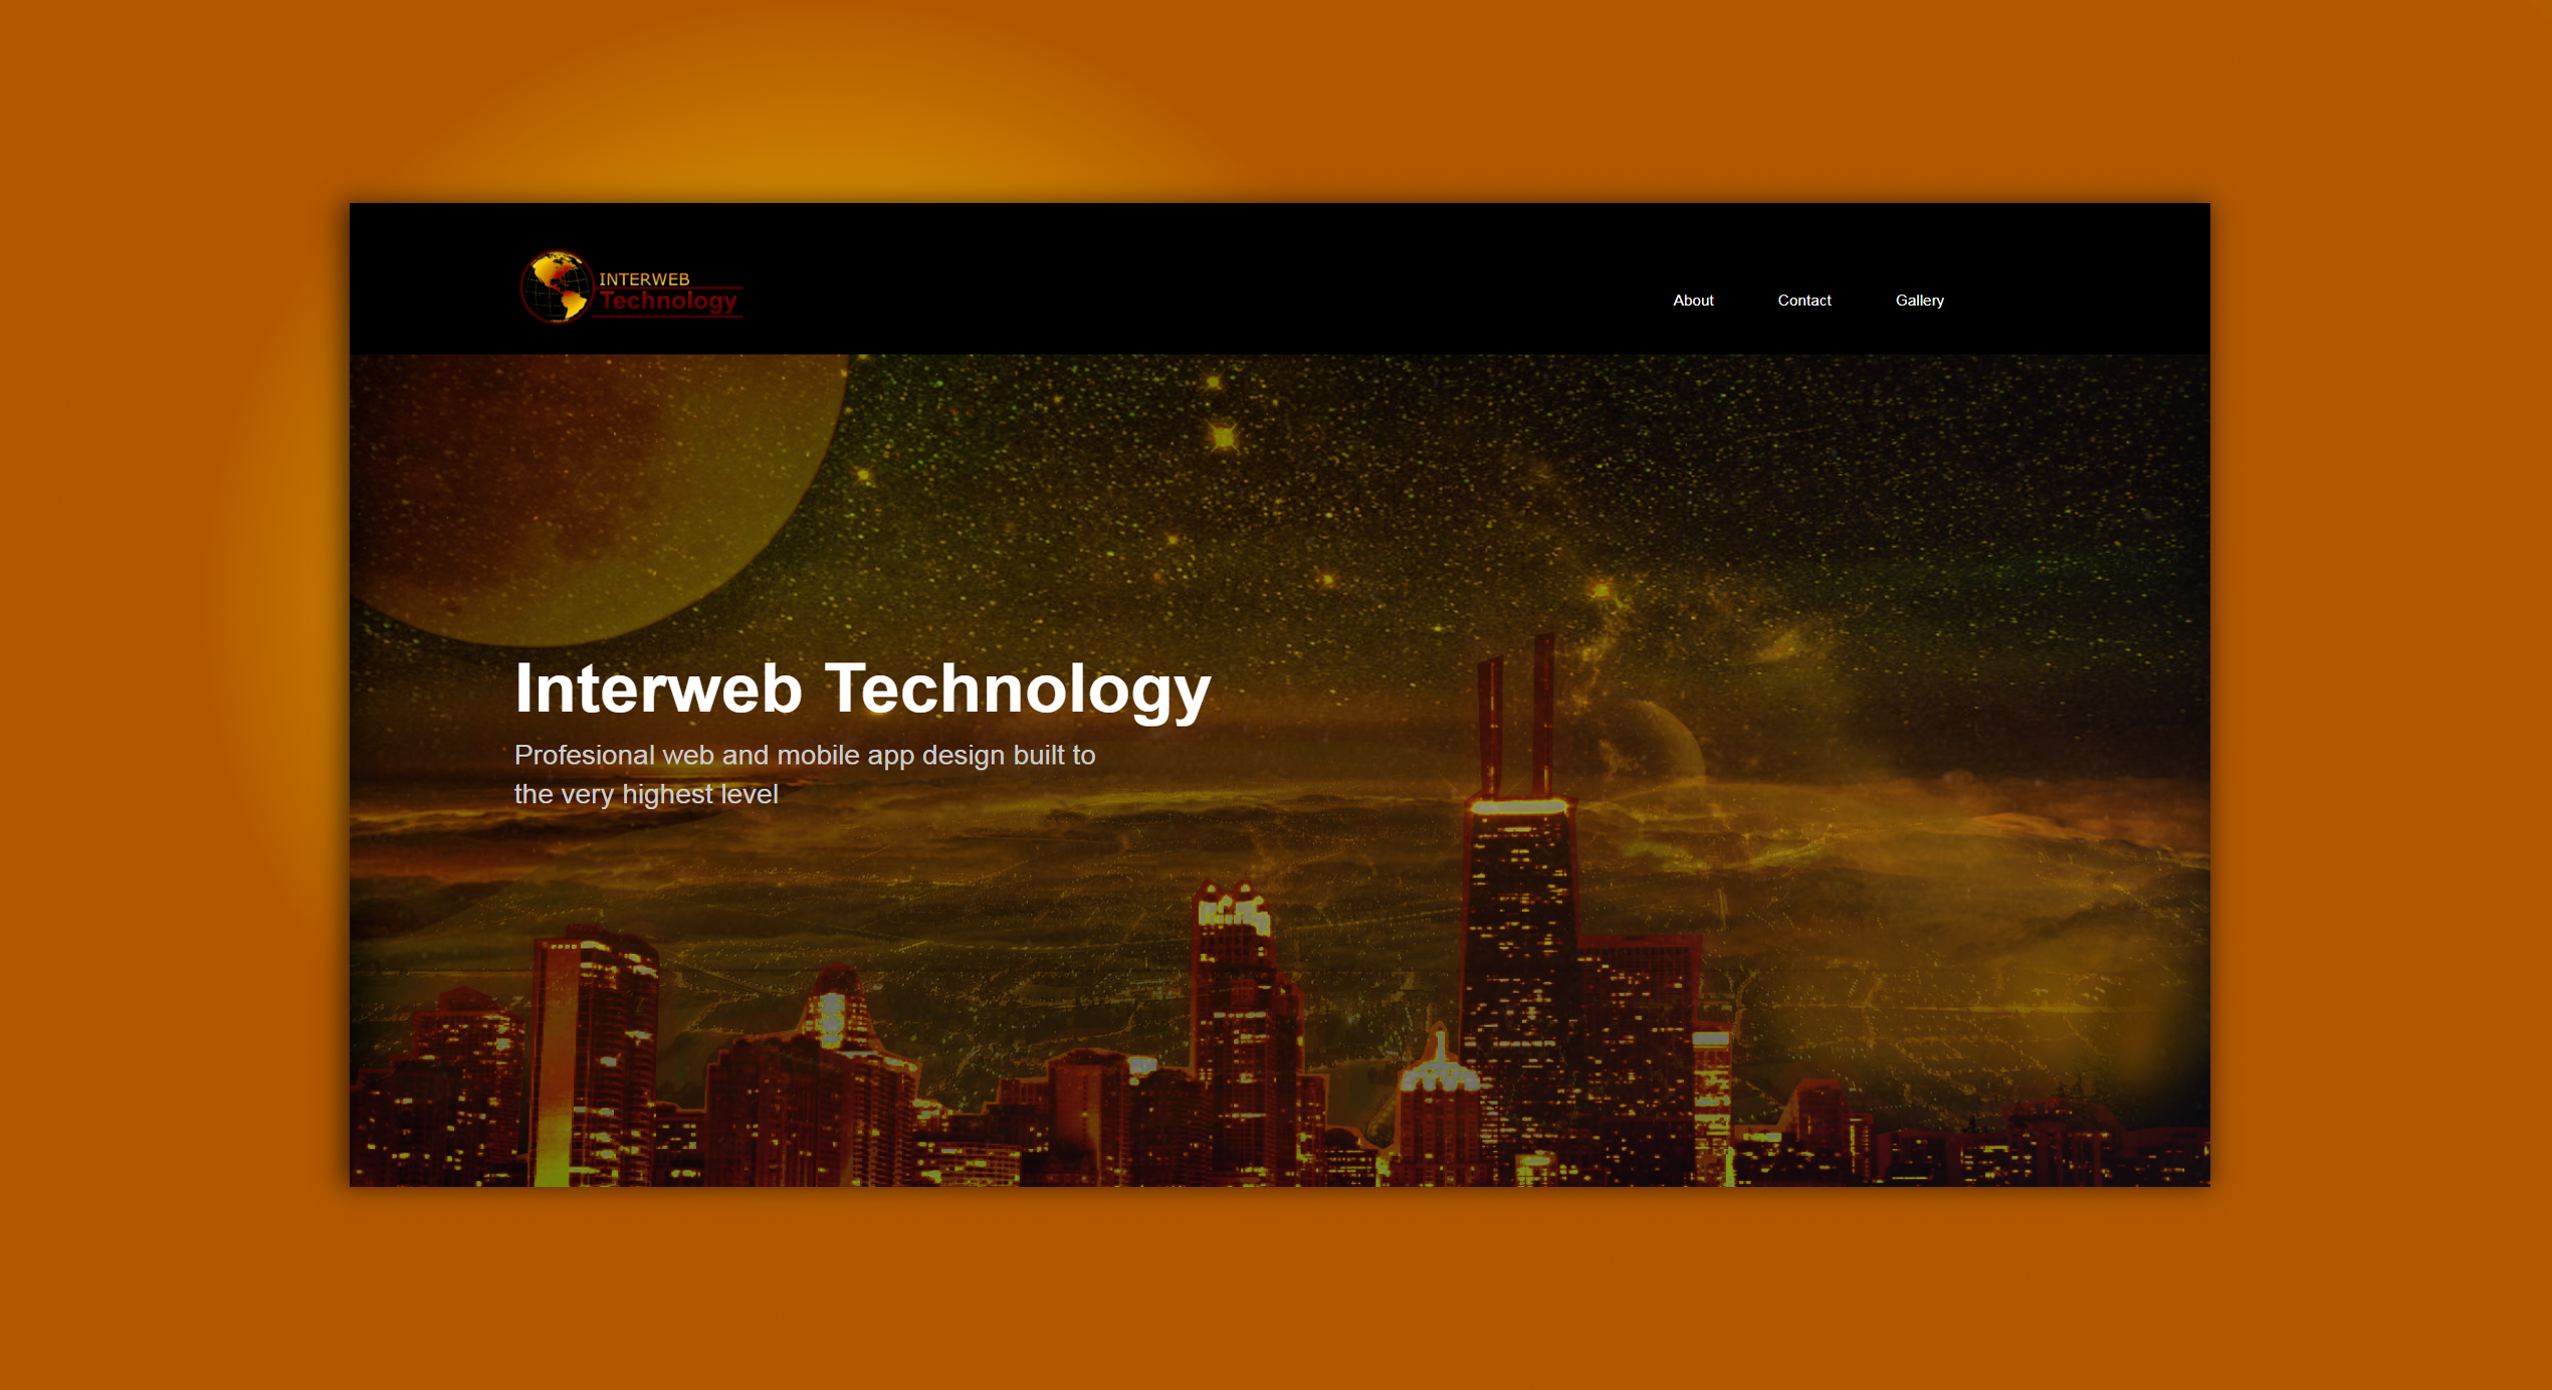 INTERWEB
Technology
About Contact Gallery
Interweb Technology
Profesional web and mobile app design built to
the very highest level